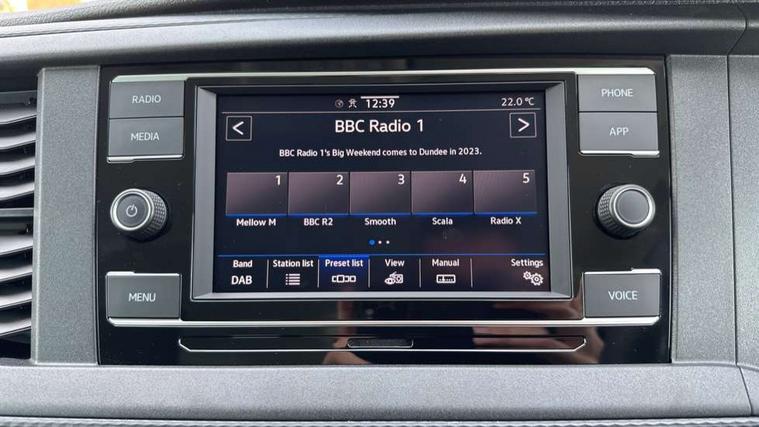 RADIO
MEDIA
MENU
12:39
22.0 °C
<
BBC Radio 1
>
BBC Radio 1's Big Weekend comes to Dundee in 2023.
1
2
3
4
5
Mellow M
BBC R2
Smooth
Scala
Radio X
Band
Station list
Preset list
View
Manual
Settings
DAB
PHONE
APP
VOICE